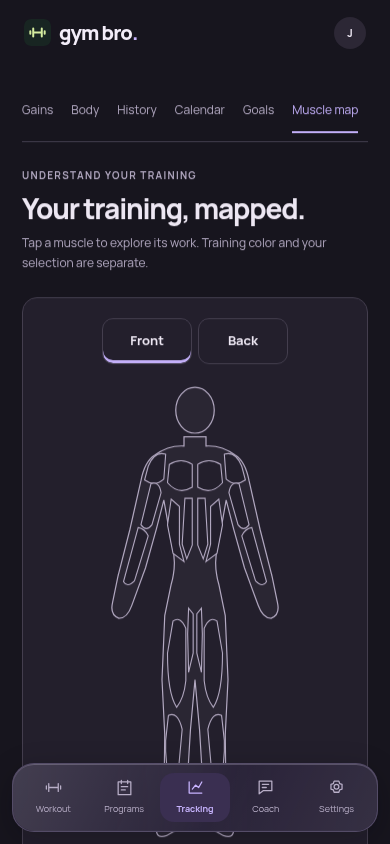 gym bro.
J
Gains Body History Calendar Goals Muscle map
UNDERSTAND YOUR TRAINING
Your training, mapped.
Tap a muscle to explore its work. Training color and your
selection are separate.
Front Back
Workout Programs Tracking Coach Settings